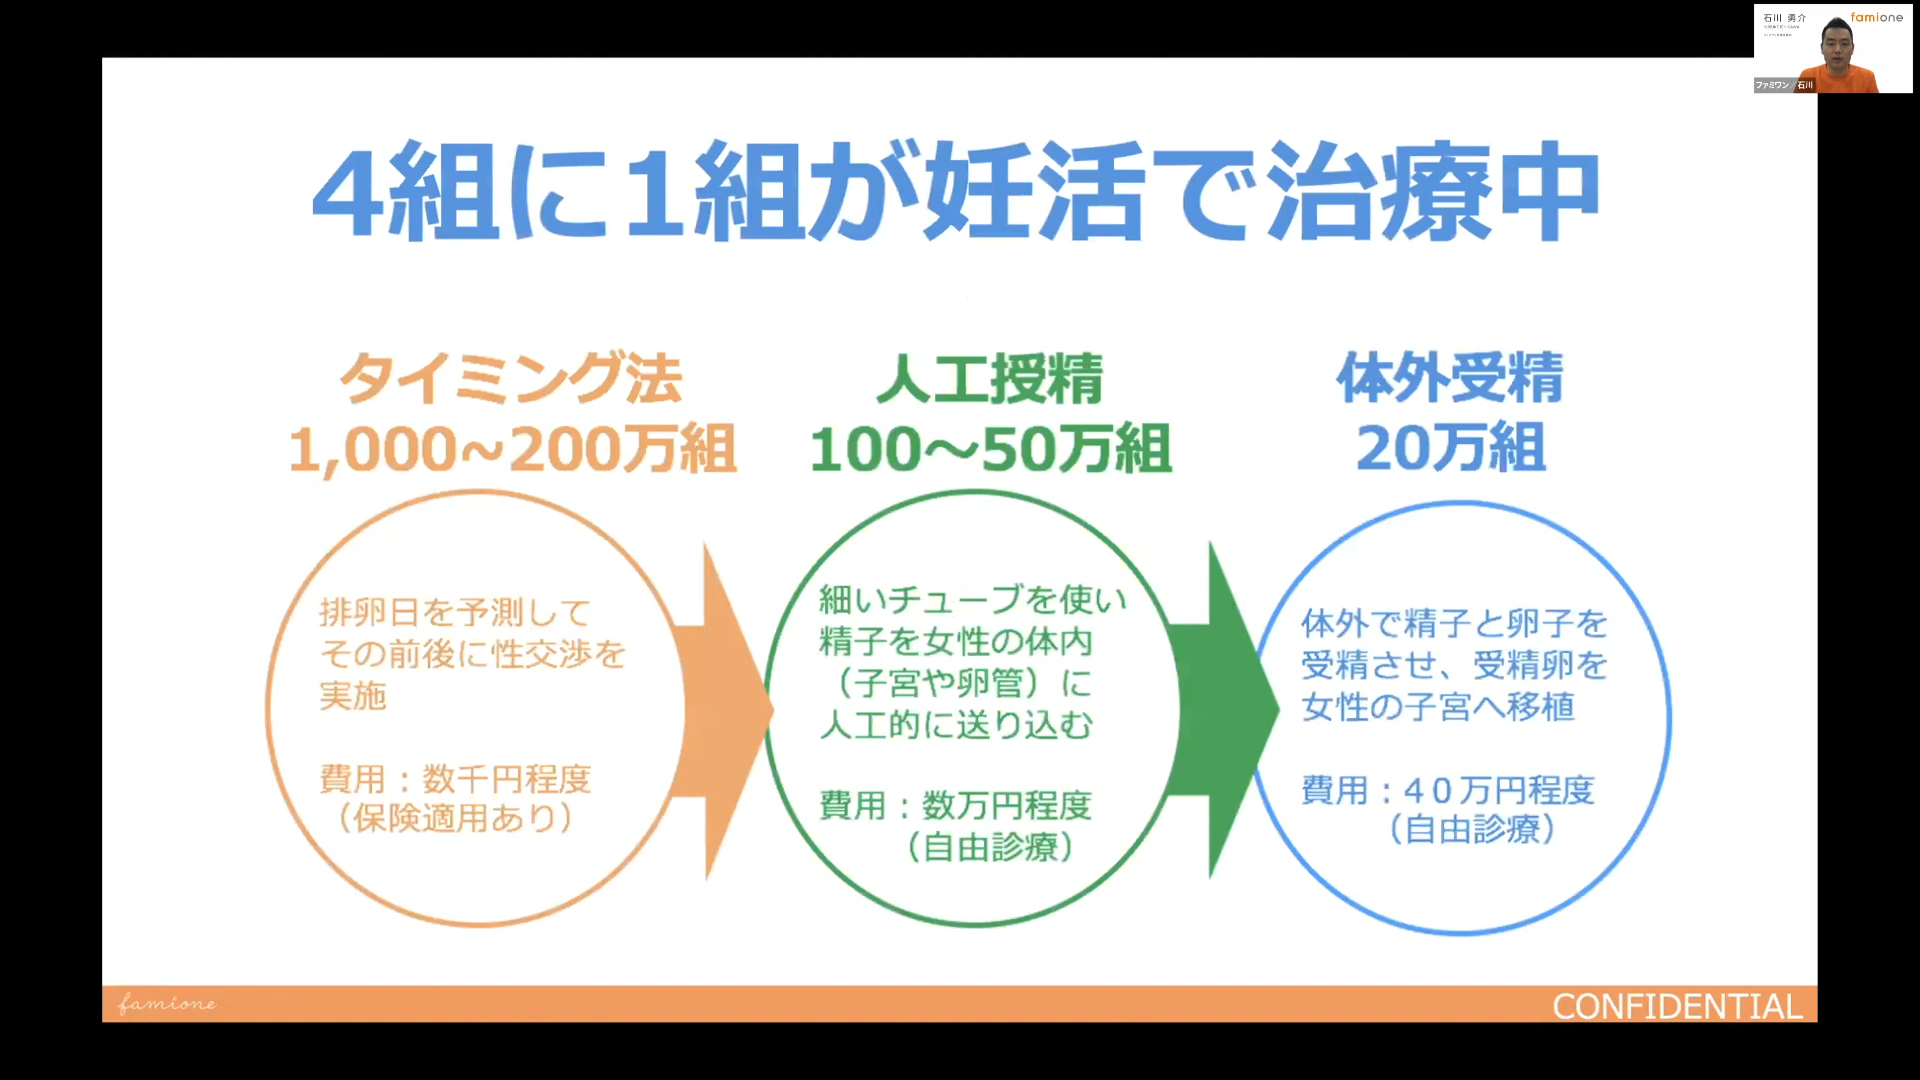 石川 勇介
famione
ファミワン 石川
4組に1組が妊活で治療中
タイミング法
1,000~200万組
排卵日を予測して
その前後に性交渉を
実施
費用：数千円程度
（保険適用あり）
人工授精
100～50万組
細いチューブを使い
精子を女性の体内
（子宮や卵管）に
人工的に送り込む
費用：数万円程度
（自由診療）
体外受精
20万組
体外で精子と卵子を
受精させ、受精卵を
女性の子宮へ移植
費用：４０万円程度
（自由診療）
famione
CONFIDENTIAL